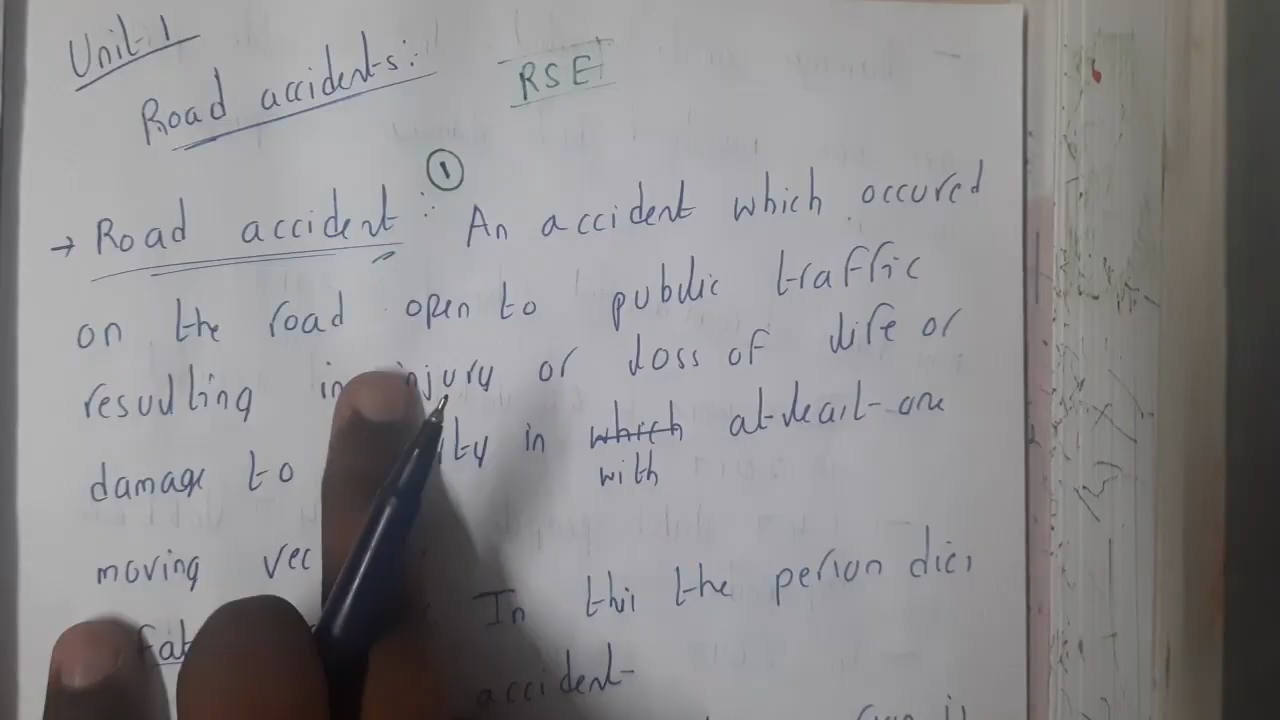 Unit.1
Road accidents:
RSE
1
→ Road accident : An accident which occured
on the road open to public traffic
resulting in injury or loss of life or
damage to in which at-least-one
with
moving
In this the person dies
accident
is